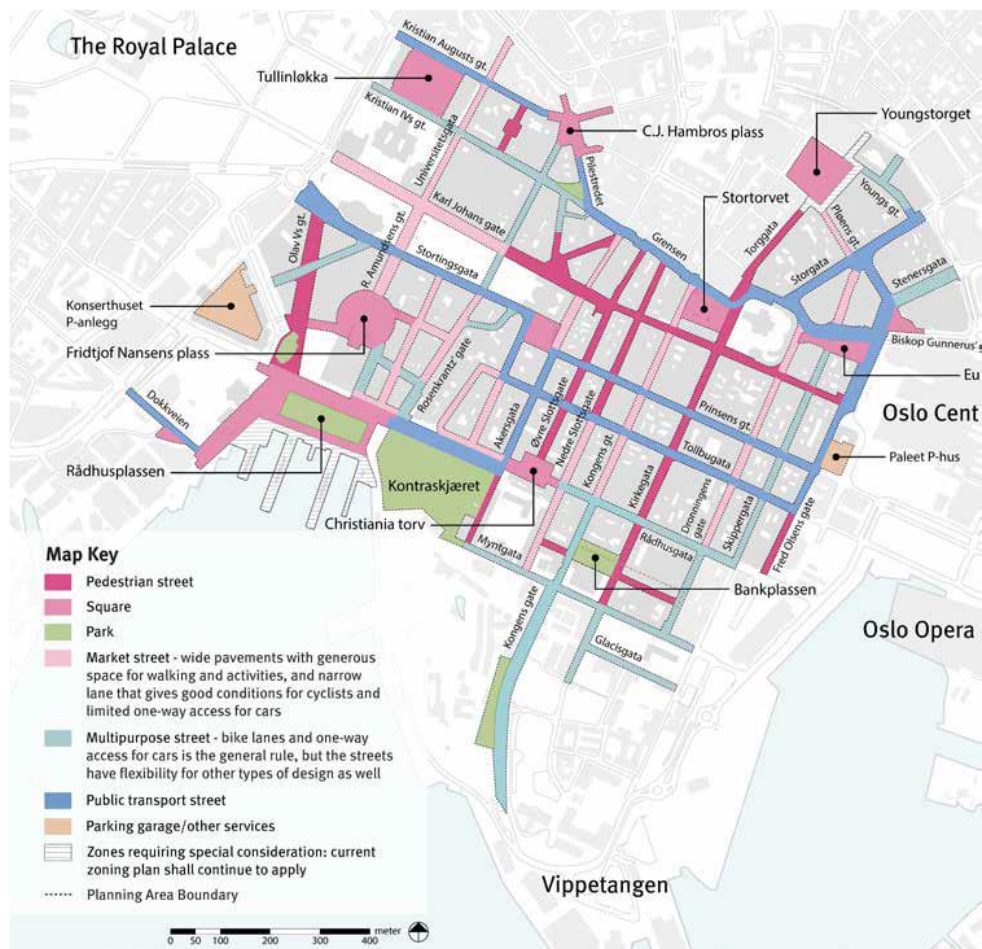 The Royal Palace
Kristian Augusts gt.
Tullinløkka
Kristian IVs gt.
Universitetsgata
C.J. Hambros plass
Youngstorget
Pilestredet
Karl Johans gate
Stortorvet
Youngs gt.
Pløens gt.
Torggata
Olav Vs gt.
R. Amundsens gt.
Stortingsgata
Grensen
Storgata
Stenersgata
Konserthuset
P-anlegg
Fridtjof Nansens plass
Biskop Gunnerus' g
Eu
Rosenkrantz' gate
Dokkveien
Akersgata
Øvre Slottsgate
Nedre Slottsgate
Kongens gt.
Prinsens gt.
Oslo Cent
Tollbugata
Paleet P-hus
Rådhusplassen
Kontraskjæret
Kirkegata
Dronningens
gate
Skippergata
Fred Olsens gate
Christiania torv
Rådhusgata
Myntgata
Bankplassen
Kongens gate
Glacisgata
Oslo Opera
Map Key
Pedestrian street
Square
Park
Market street - wide pavements with generous
space for walking and activities, and narrow
lane that gives good conditions for cyclists and
limited one-way access for cars
Multipurpose street - bike lanes and one-way
access for cars is the general rule, but the streets
have flexibility for other types of design as well
Public transport street
Parking garage/other services
Zones requiring special consideration: current
zoning plan shall continue to apply
Planning Area Boundary
Vippetangen
0 50 100 200 300 400 meter